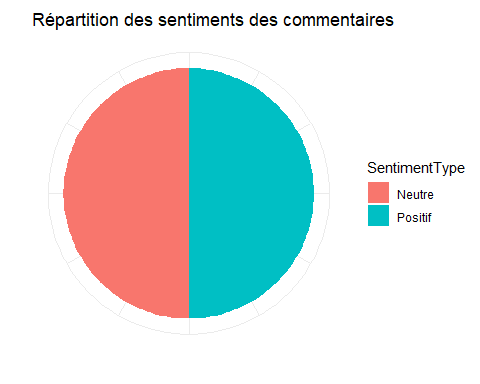 Répartition des sentiments des commentaires
SentimentType
Neutre
Positif